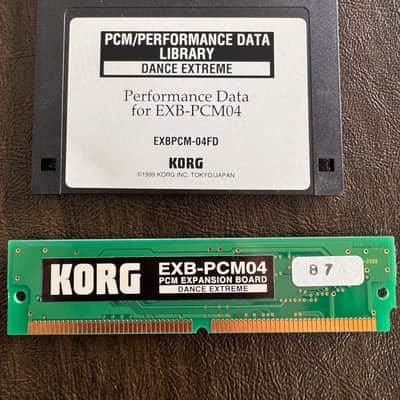 PCM/PERFORMANCE DATA
LIBRARY
DANCE EXTREME
Performance Data
for EXB-PCM04
EXBPCM-04FD
KORG
©1999 KORG INC. TOKYO/JAPAN
KORG
EXB-PCM04
PCM EXPANSION BOARD
DANCE EXTREME
87